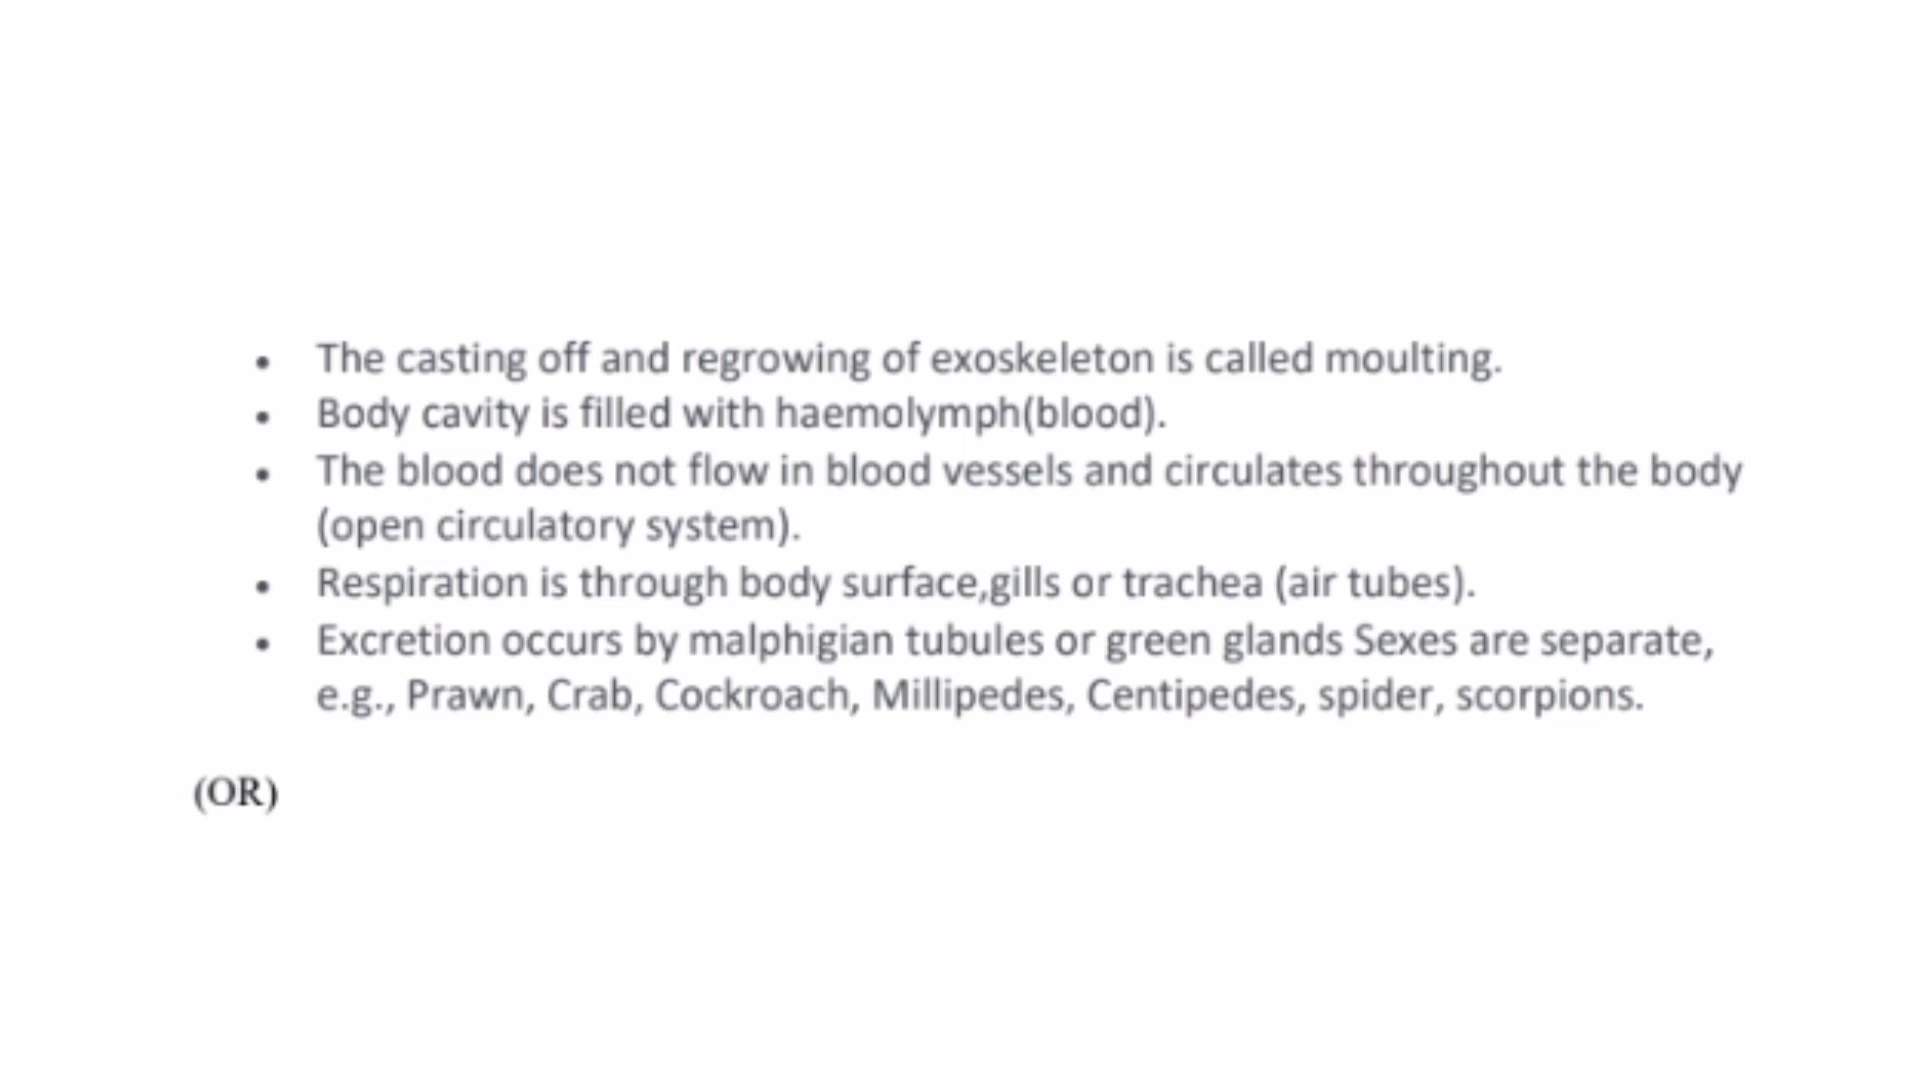 • The casting off and regrowing of exoskeleton is called moulting.
• Body cavity is filled with haemolymph(blood).
• The blood does not flow in blood vessels and circulates throughout the body
(open circulatory system).
• Respiration is through body surface,gills or trachea (air tubes).
• Excretion occurs by malphigian tubules or green glands Sexes are separate,
e.g., Prawn, Crab, Cockroach, Millipedes, Centipedes, spider, scorpions.
(OR)